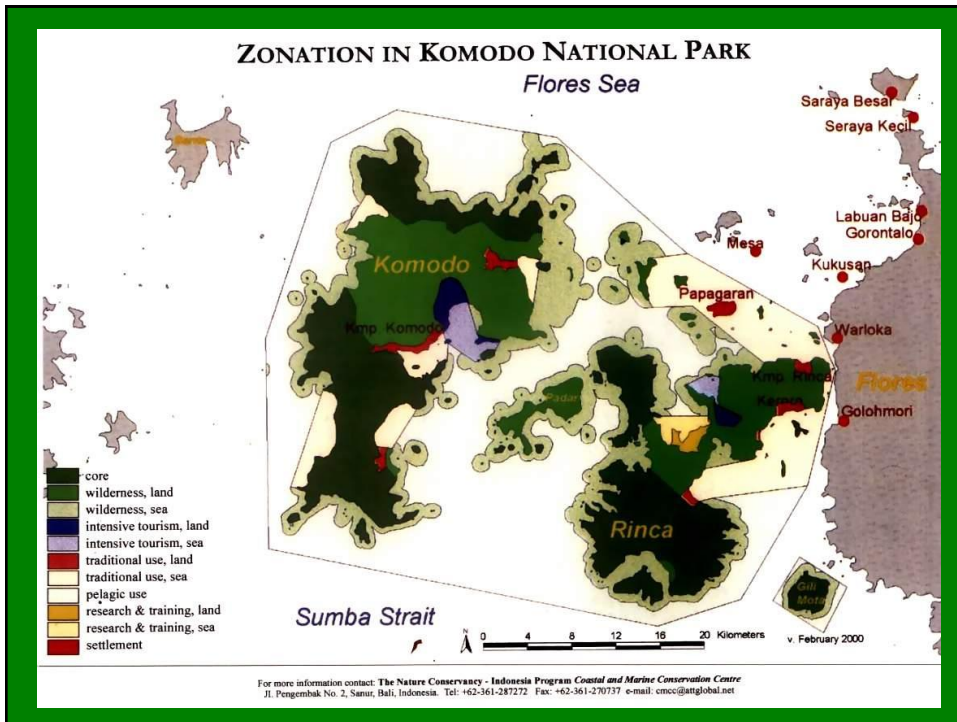 ZONATION IN KOMODO NATIONAL PARK
Flores Sea
Saraya Besar
Seraya Kecil
Labuan Bajo
Gorontalo
Mesa
Kukusan
Komodo
Papagaran
Kmp. Komodo
Warloka
Kmp. Rinca
Flores
Padar
Kerora
Golohmori
Rinca
Gili
Mota
core
wilderness, land
wilderness, sea
intensive tourism, land
intensive tourism, sea
traditional use, land
traditional use, sea
pelagic use
research & training, land
research & training, sea
settlement
Sumba Strait
N
0 4 8 12 16 20 Kilometers
v. February 2000
For more information contact: The Nature Conservancy - Indonesia Program Coastal and Marine Conservation Centre
Jl. Pengembak No. 2, Sanur, Bali, Indonesia. Tel: +62-361-287272 Fax: +62-361-270737 e-mail: cmcc@attglobal.net